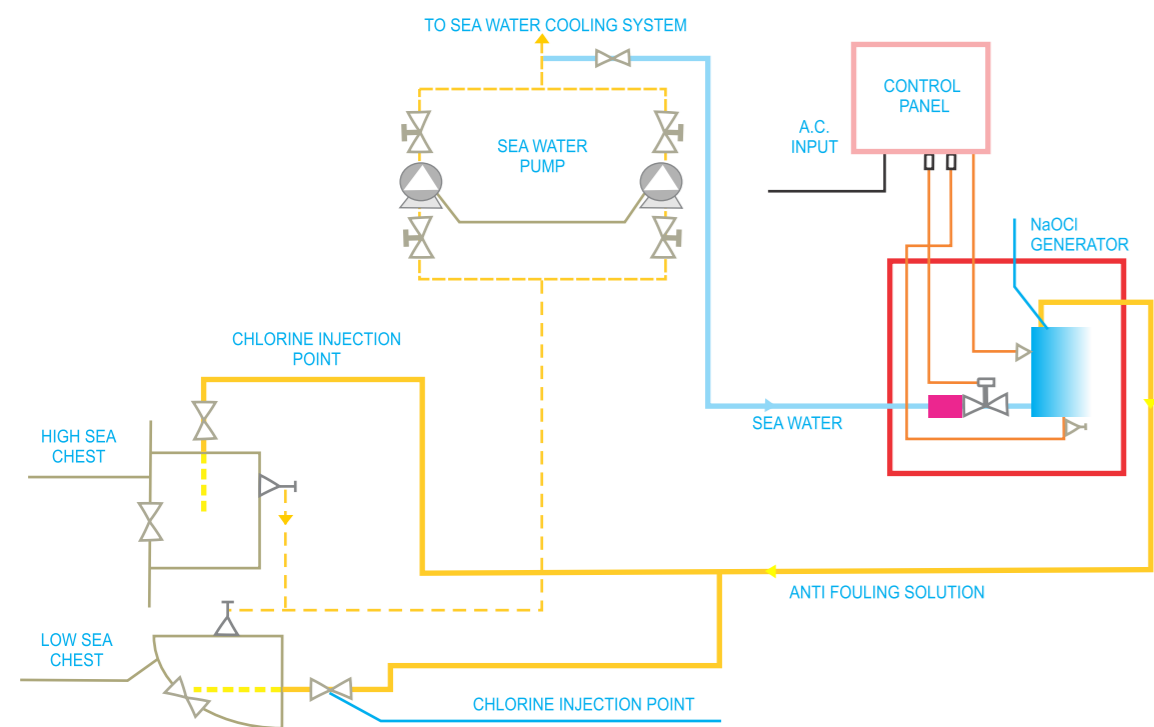 TO SEA WATER COOLING SYSTEM
CONTROL
PANEL
A.C.
INPUT
SEA WATER
PUMP
NaOCl
GENERATOR
CHLORINE INJECTION
POINT
SEA WATER
HIGH SEA
CHEST
ANTI FOULING SOLUTION
LOW SEA
CHEST
CHLORINE INJECTION POINT